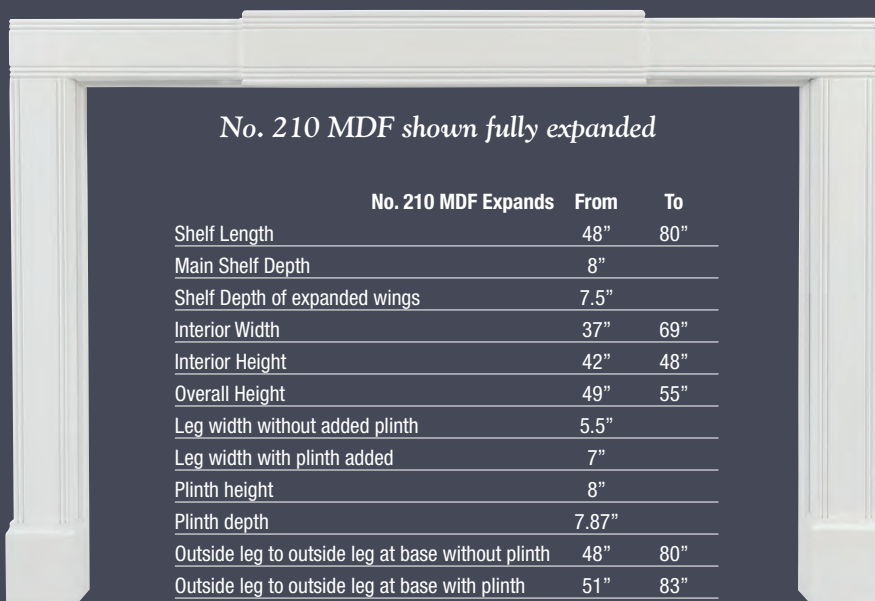 No. 210 MDF shown fully expanded
No. 210 MDF Expands From To
Shelf Length 48” 80”
Main Shelf Depth 8”
Shelf Depth of expanded wings 7.5”
Interior Width 37” 69”
Interior Height 42” 48”
Overall Height 49” 55”
Leg width without added plinth 5.5”
Leg width with plinth added 7”
Plinth height 8”
Plinth depth 7.87”
Outside leg to outside leg at base without plinth 48” 80”
Outside leg to outside leg at base with plinth 51” 83”